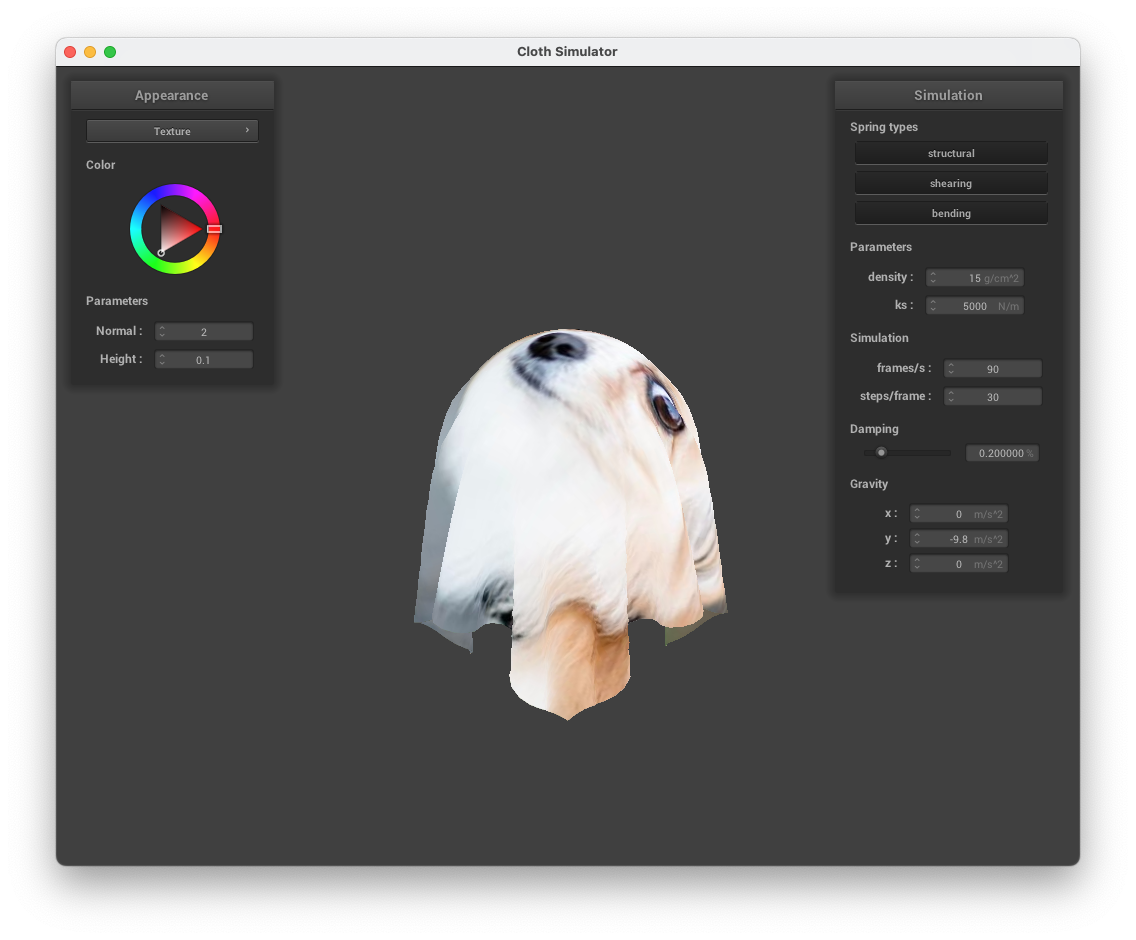 Cloth Simulator
Appearance
Texture
Color
Parameters
Normal : 2
Height : 0.1
Simulation
Spring types
structural
shearing
bending
Parameters
density : 15 g/cm^2
ks : 5000 N/m
Simulation
frames/s : 90
steps/frame : 30
Damping
0.200000 %
Gravity
x : 0 m/s^2
y : -9.8 m/s^2
z : 0 m/s^2